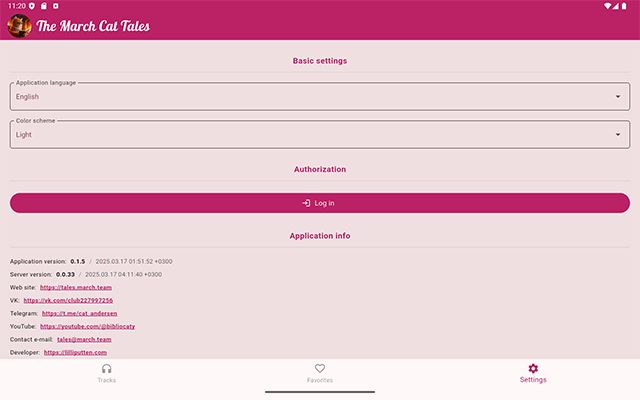 11:20
The March Cat Tales
Basic settings
Application language
English
Color scheme
Light
Authorization
Log in
Application info
Application version: 0.1.5 / 2025.03.17 01:51:52 +0300
Server version: 0.0.33 / 2025.03.17 04:11:40 +0300
Web site: https://tales.march.team
VK: https://vk.com/club227997256
Telegram: https://t.me/cat_andersen
YouTube: https://youtube.com/@bibliocaty
Contact e-mail: tales@march.team
Developer: https://lilliputten.com
Tracks
Favorites
Settings